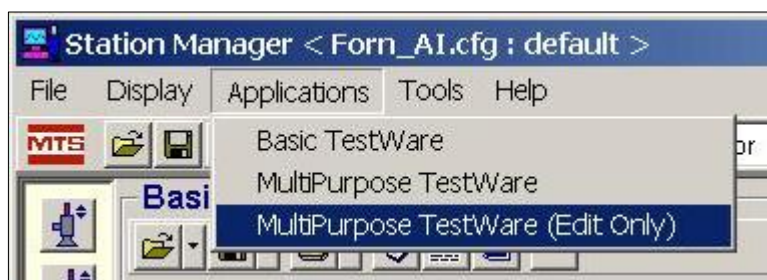 Station Manager < Forn_AI.cfg : default >
File Display Applications Tools Help
MTS
Basic TestWare
or
MultiPurpose TestWare
Basi
MultiPurpose TestWare (Edit Only)